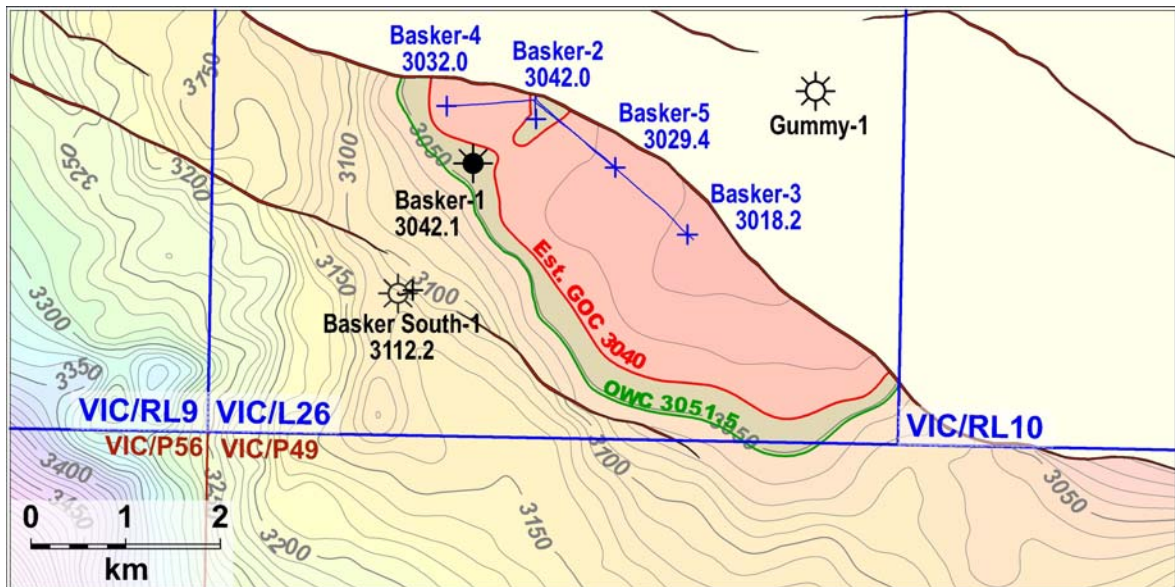 Basker-4
3032.0
Basker-2
3042.0
Basker-5
3029.4
Gummy-1
Basker-3
3018.2
Basker-1
3042.1
Basker South-1
3112.2
Est. GOC 3040
OWC 3051.5
3150
3250
3200
3100
3050
3150
3100
3300
3350
3050
3100
3400
3450
3250
3200
3150
3050
VIC/RL9
VIC/L26
VIC/RL10
VIC/P56
VIC/P49
0 1 2
km